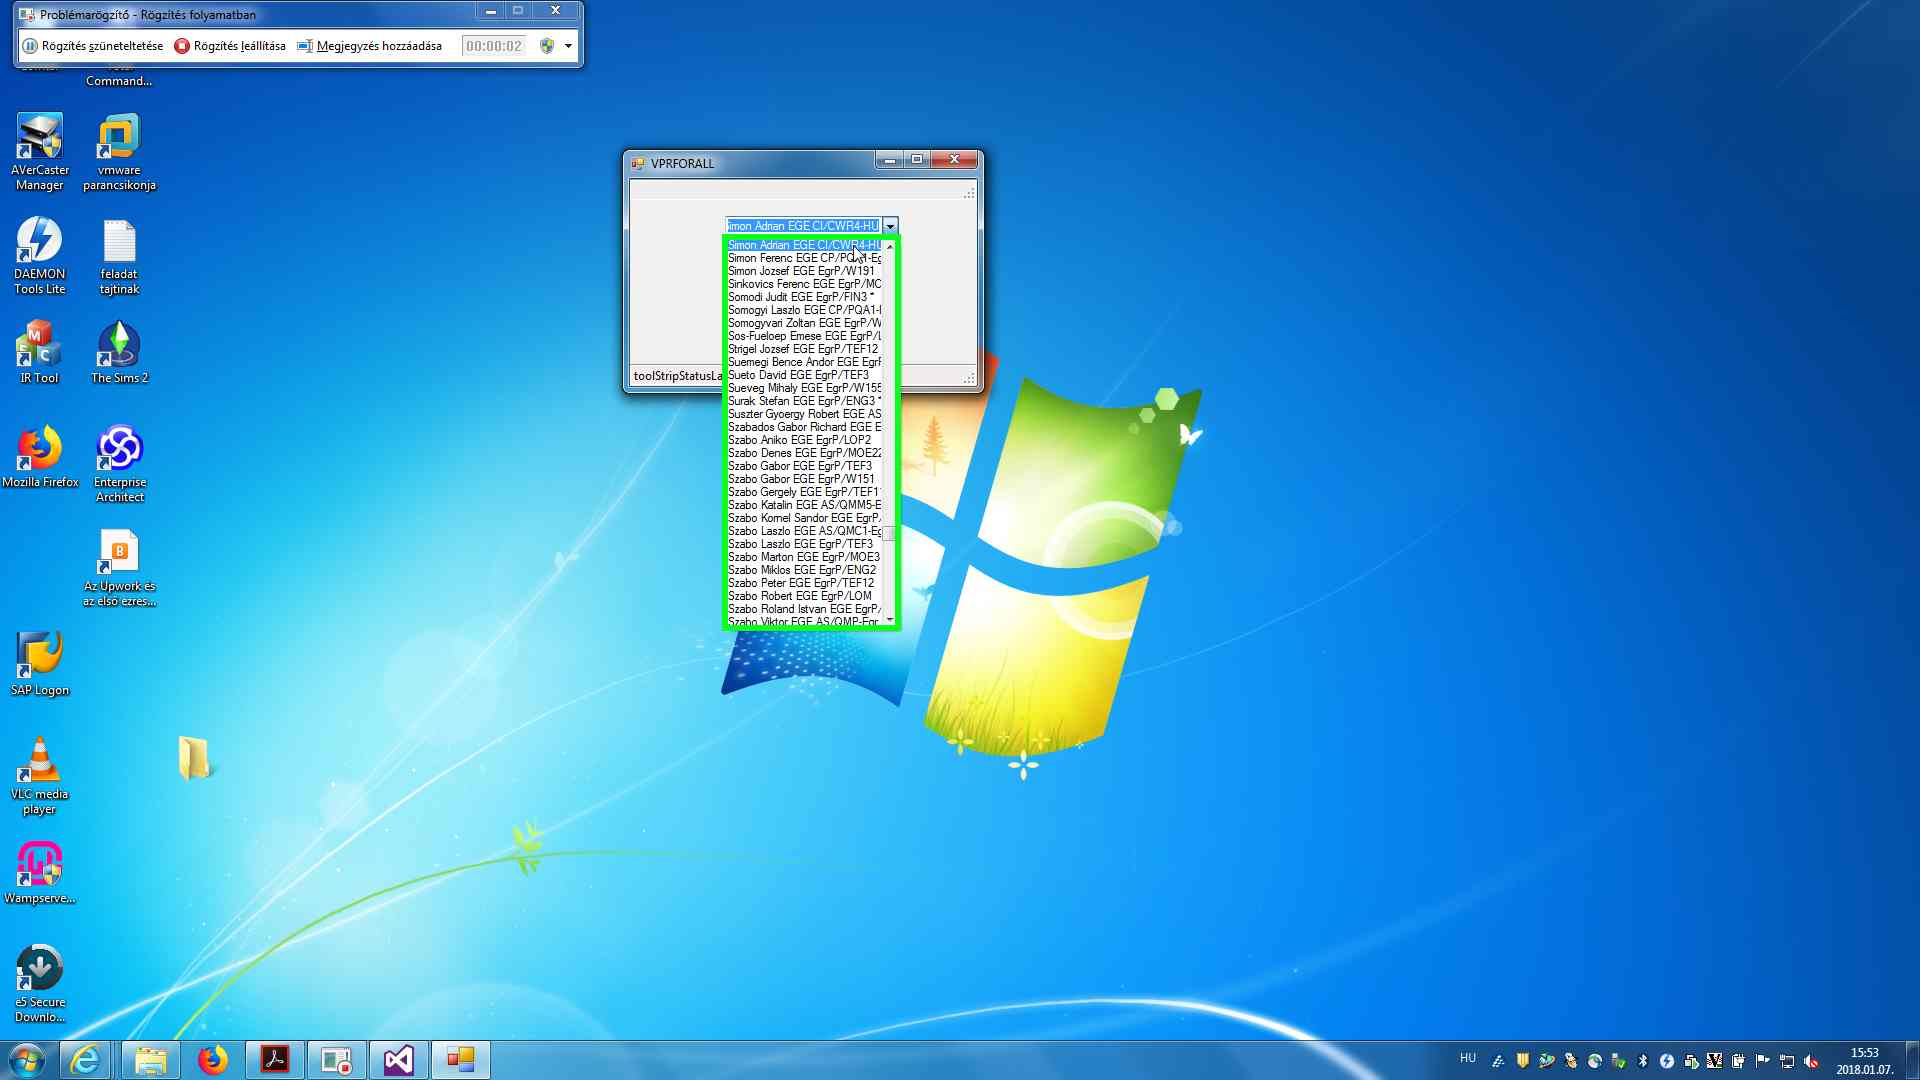 Problémarögzítő - Rögzítés folyamatban
Rögzítés szüneteltetése
Rögzítés leállítása
Megjegyzés hozzáadása
00:00:02
Command...
AVerCaster
Manager
vmware
parancsikonja
DAEMON
Tools Lite
feladat
tajtinak
IR Tool
The Sims 2
Mozilla Firefox
Enterprise
Architect
Az Upwork és
az első ezres...
SAP Logon
VLC media
player
Wampserve...
e5 Secure
Downlo...
VPRFORALL
Simon Adrian EGE CI/CWR4-HU
Simon Adrian EGE CI/CWR4-HU
Simon Ferenc EGE CP/PQA1-Eg
Simon Jozsef EGE EgrP/W191
Sinkovics Ferenc EGE EgrP/MO
Somodi Judit EGE EgrP/FIN3 *
Somogyi Laszlo EGE CP/PQA1-
Somogyvari Zoltan EGE EgrP/W
Sos-Fueloep Emese EGE EgrP/L
Strigel Jozsef EGE EgrP/TEF12
Suemegi Bence Andor EGE EgrP
Sueto David EGE EgrP/TEF3
Sueveg Mihaly EGE EgrP/W155
Surak Stefan EGE EgrP/ENG3 *
Suszter Gyoergy Robert EGE AS
Szabados Gabor Richard EGE E
Szabo Aniko EGE EgrP/LOP2
Szabo Denes EGE EgrP/MOE22
Szabo Gabor EGE EgrP/TEF3
Szabo Gabor EGE EgrP/W151
Szabo Gergely EGE EgrP/TEF1
Szabo Katalin EGE AS/QMM5-E
Szabo Kornel Sandor EGE EgrP/
Szabo Laszlo EGE AS/QMC1-Eg
Szabo Laszlo EGE EgrP/TEF3
Szabo Marton EGE EgrP/MOE3
Szabo Miklos EGE EgrP/ENG2
Szabo Peter EGE EgrP/TEF12
Szabo Robert EGE EgrP/LOM
Szabo Roland Istvan EGE EgrP/
Szabo Viktor EGE AS/QMP-Egr
toolStripStatusLa
HU
15:53
2018.01.07.